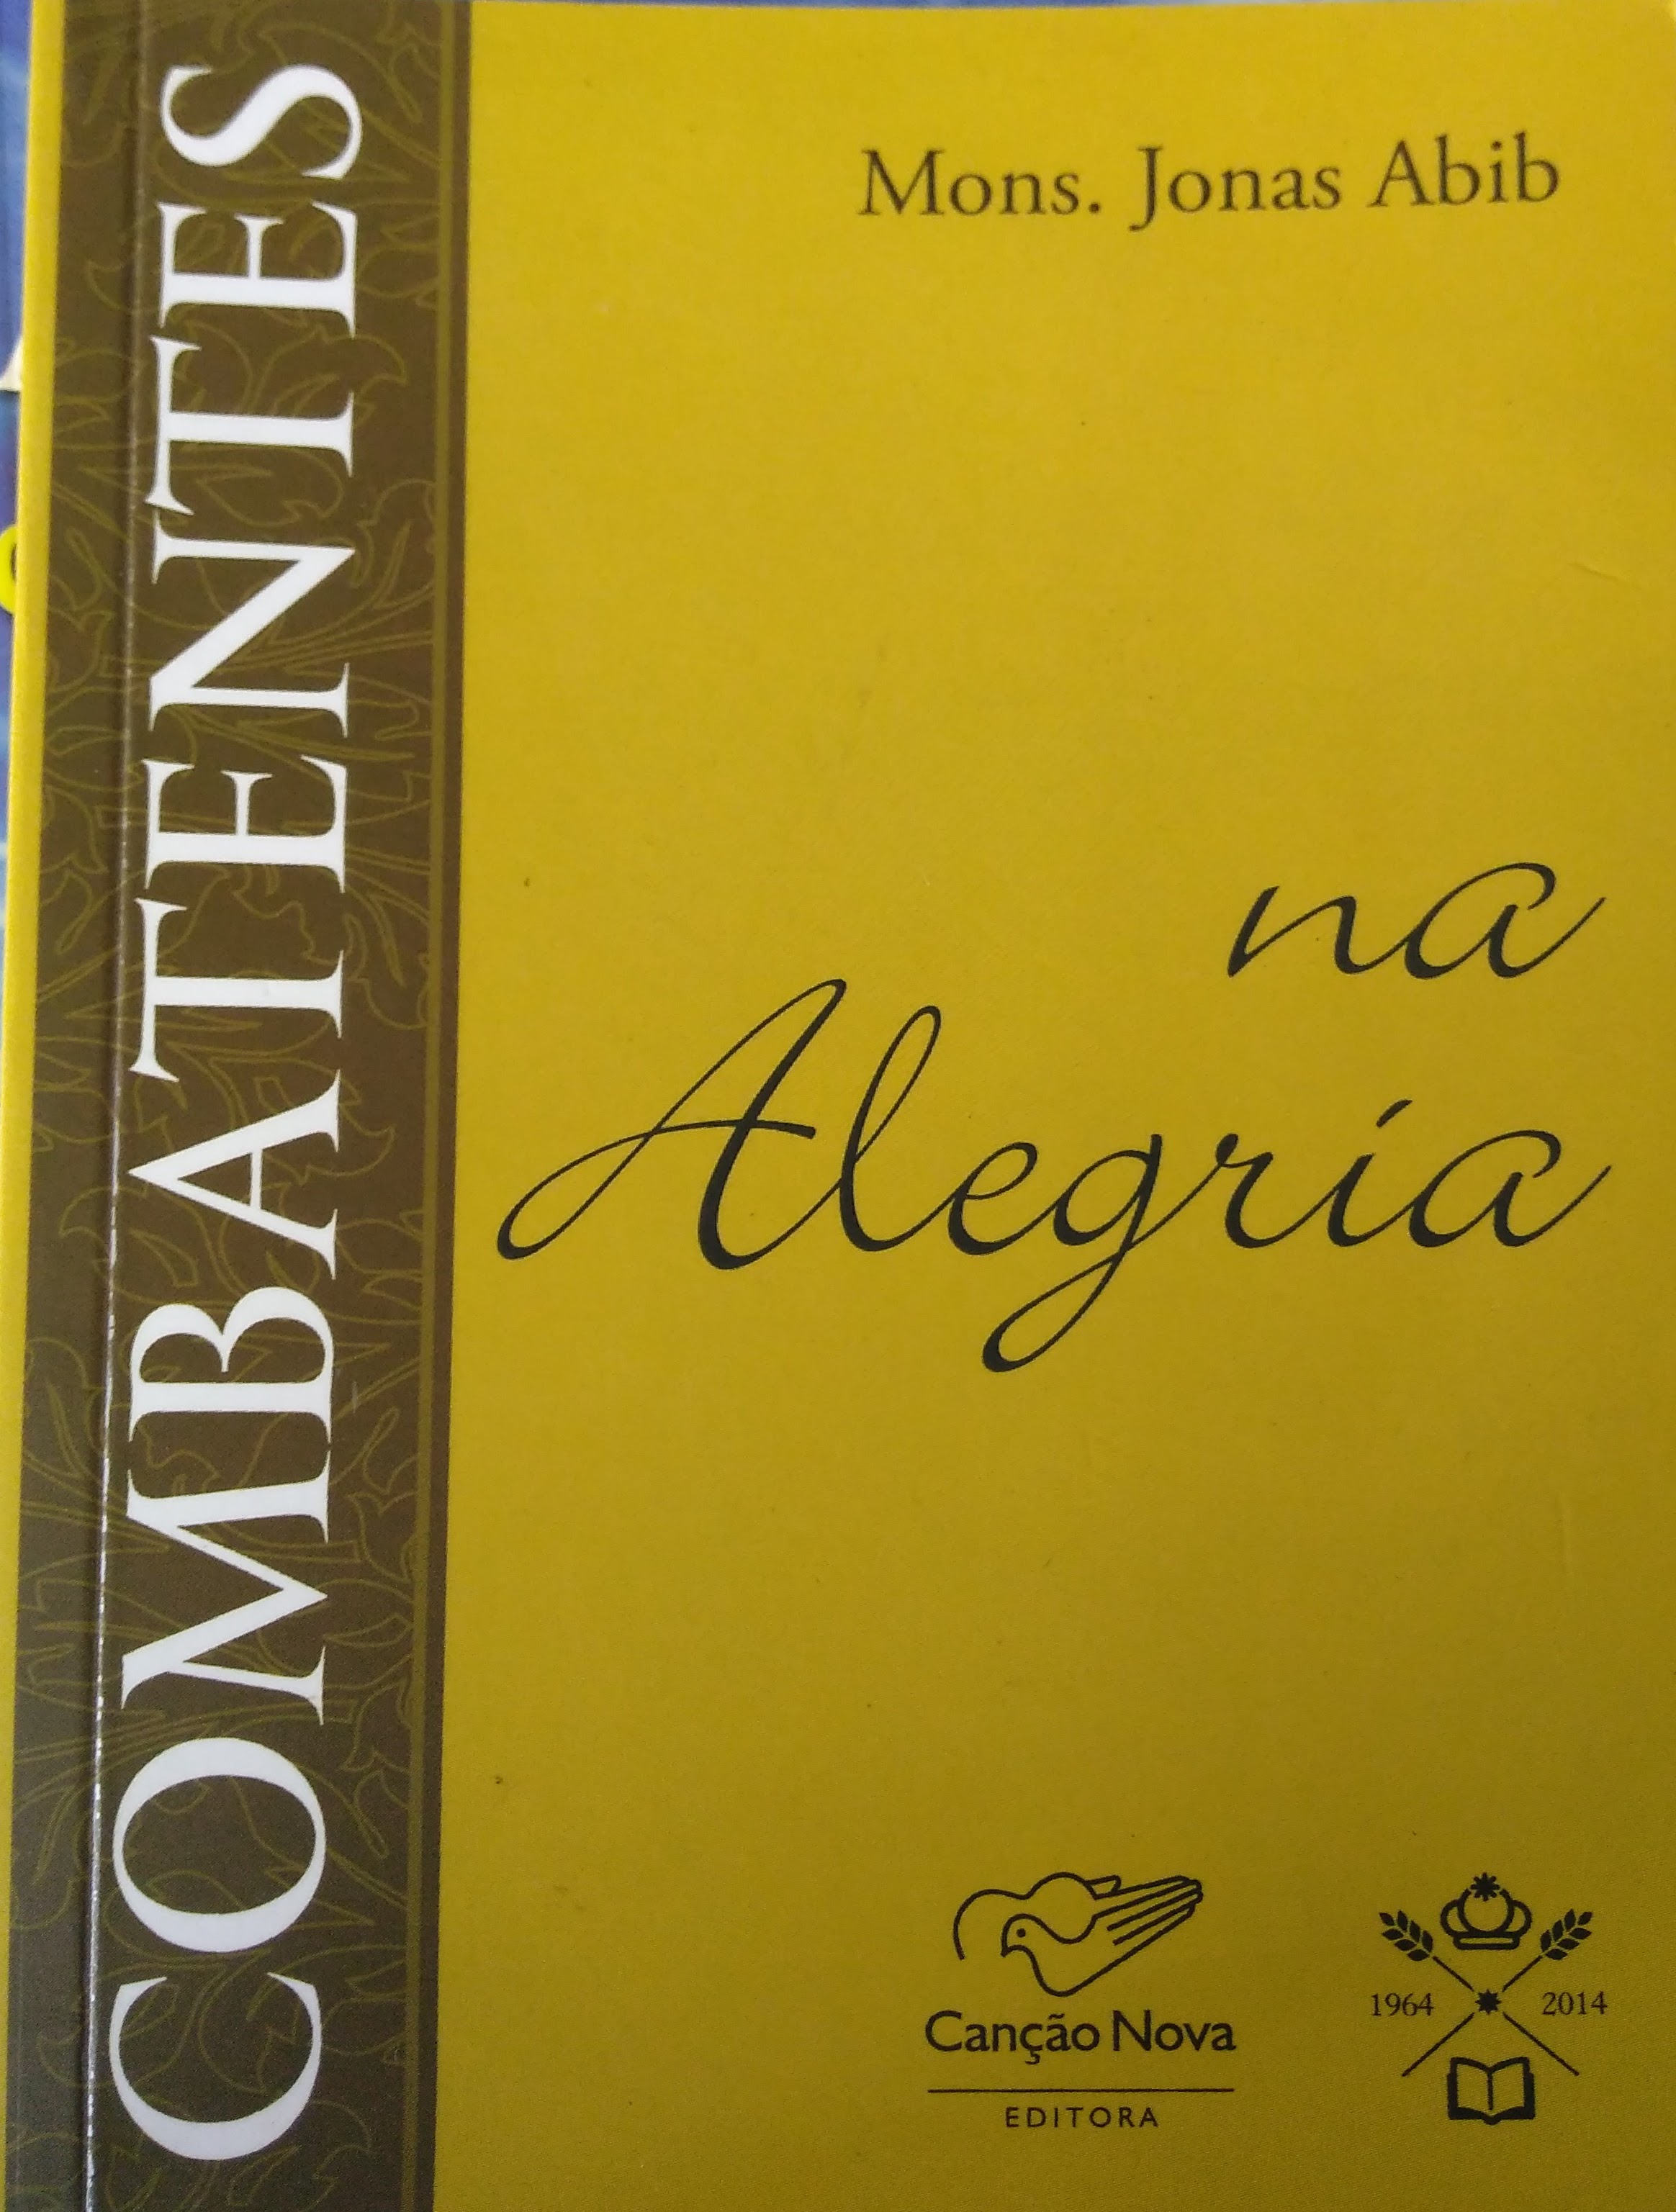 Mons. Jonas Abib
COMBATENTES
na
Alegria
Canção Nova
EDITORA
1964 2014